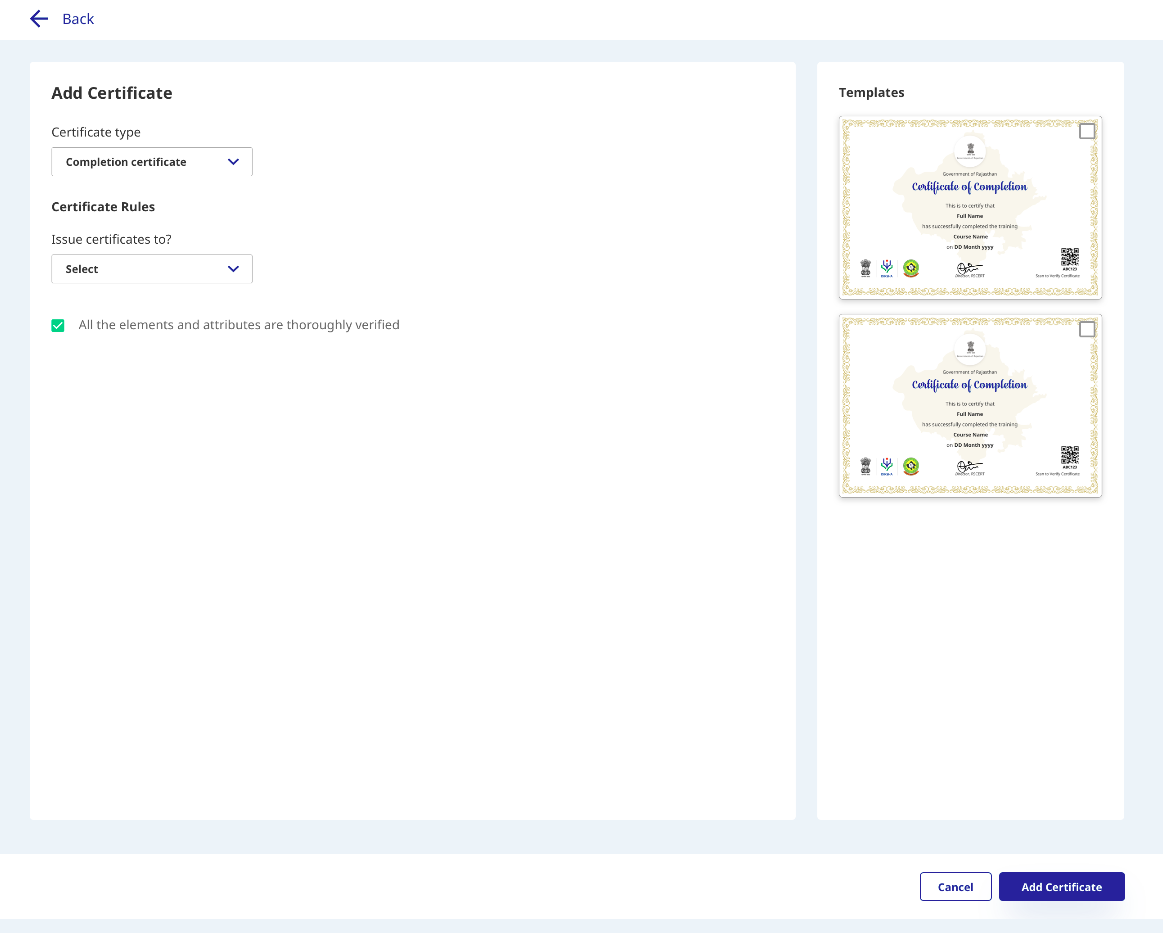 Back
Add Certificate
Certificate type
Completion certificate
Certificate Rules
Issue certificates to?
Select
All the elements and attributes are thoroughly verified
Templates
Government of Rajasthan
Certificate of Completion
This is to certify that
Full Name
has successfully completed the training
Course Name
on DD Month yyyy
ABC123
Director, RSCERT
Scan to Verify Certificate
Government of Rajasthan
Certificate of Completion
This is to certify that
Full Name
has successfully completed the training
Course Name
on DD Month yyyy
ABC123
Director, RSCERT
Scan to Verify Certificate
Cancel
Add Certificate